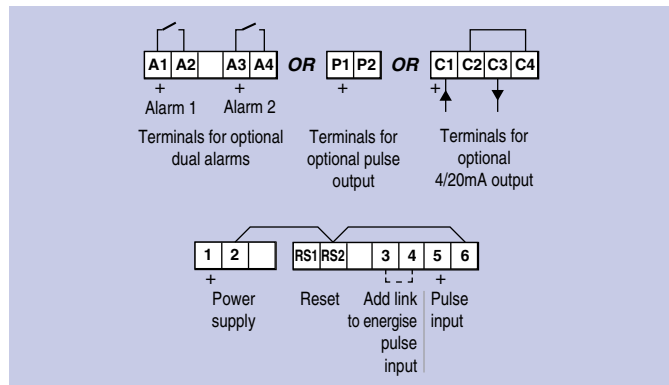 A1 A2 A3 A4 OR P1 P2 OR C1 C2 C3 C4
+ + + +
Alarm 1 Alarm 2
Terminals for optional
dual alarms
Terminals for
optional pulse
output
Terminals for
optional
4/20mA output
1 2 RS1 RS2 3 4 5 6
+ +
Power
supply
Reset
Add link
to energise
pulse
input
Pulse
input